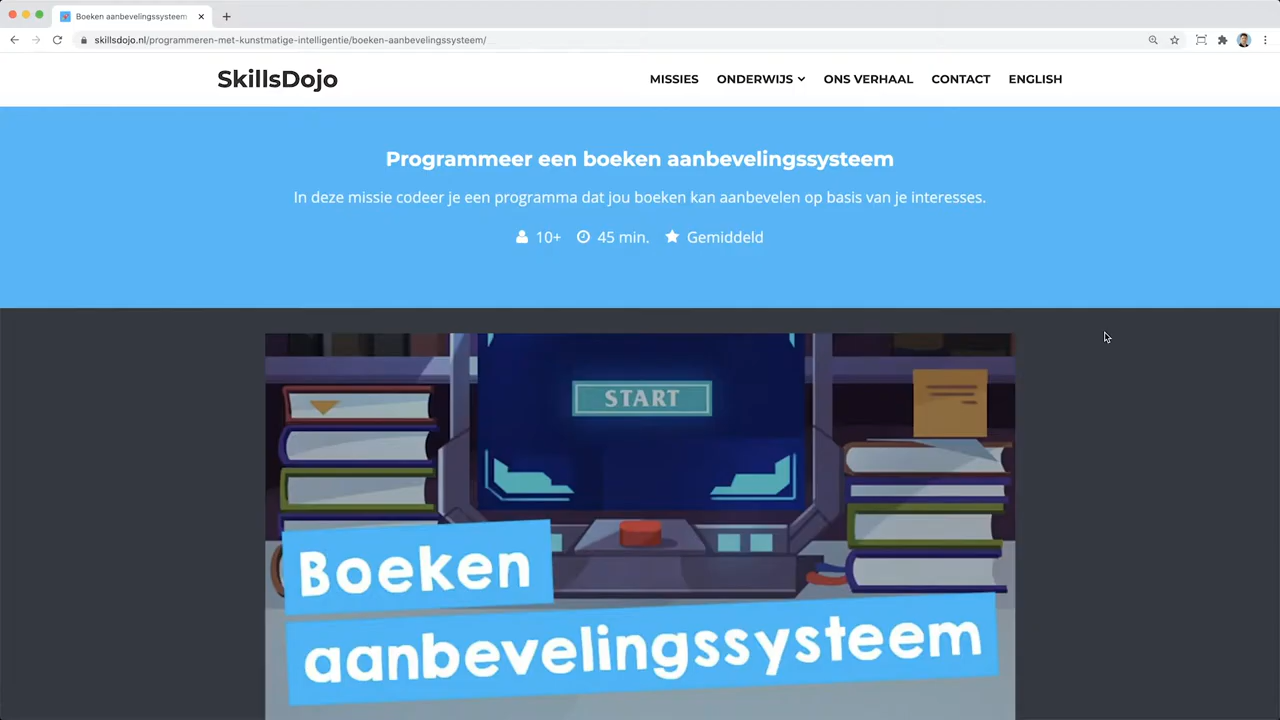 Boeken aanbevelingssysteem
skillsdojo.nl/programmeren-met-kunstmatige-intelligentie/boeken-aanbevelingssysteem/
SkillsDojo
MISSIES ONDERWIJS ONS VERHAAL CONTACT ENGLISH
Programmeer een boeken aanbevelingssysteem
In deze missie codeer je een programma dat jou boeken kan aanbevelen op basis van je interesses.
10+ 45 min. Gemiddeld
START
Boeken
aanbevelingssysteem